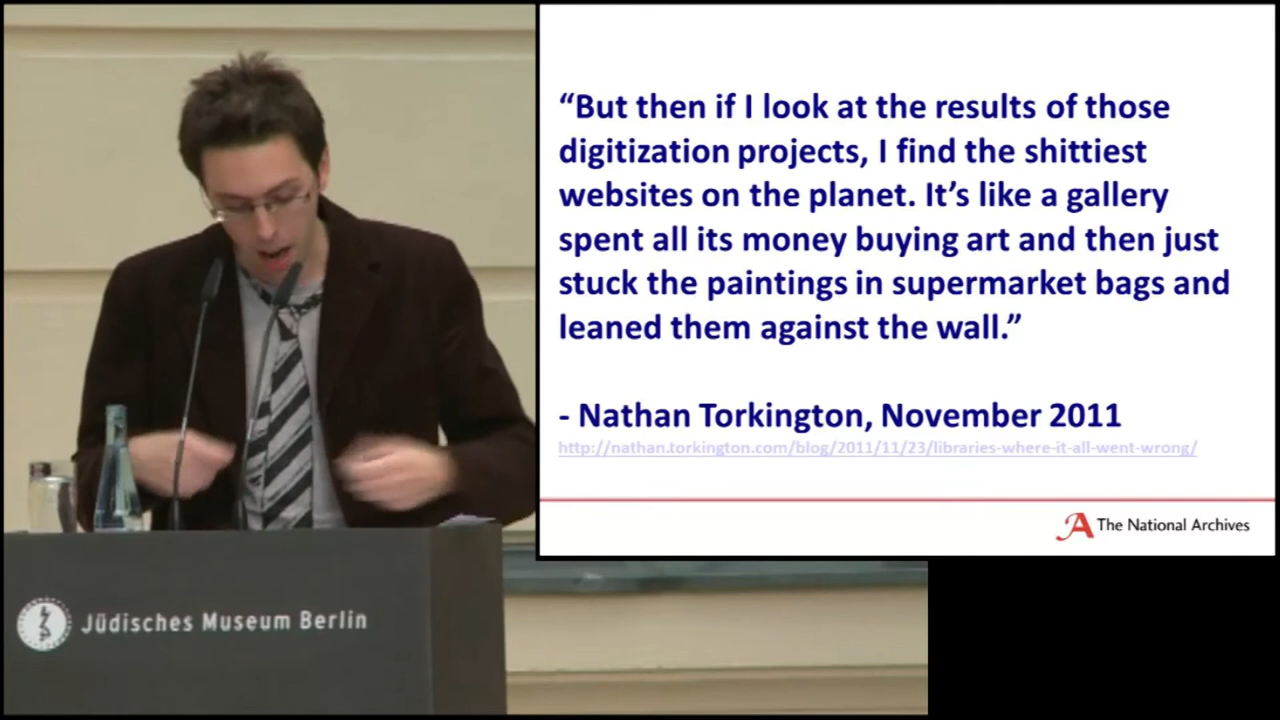 “But then if I look at the results of those
digitization projects, I find the shittiest
websites on the planet. It’s like a gallery
spent all its money buying art and then just
stuck the paintings in supermarket bags and
leaned them against the wall.”
- Nathan Torkington, November 2011
http://nathan.torkington.com/blog/2011/11/23/libraries-where-it-all-went-wrong/
The National Archives
Jüdisches Museum Berlin